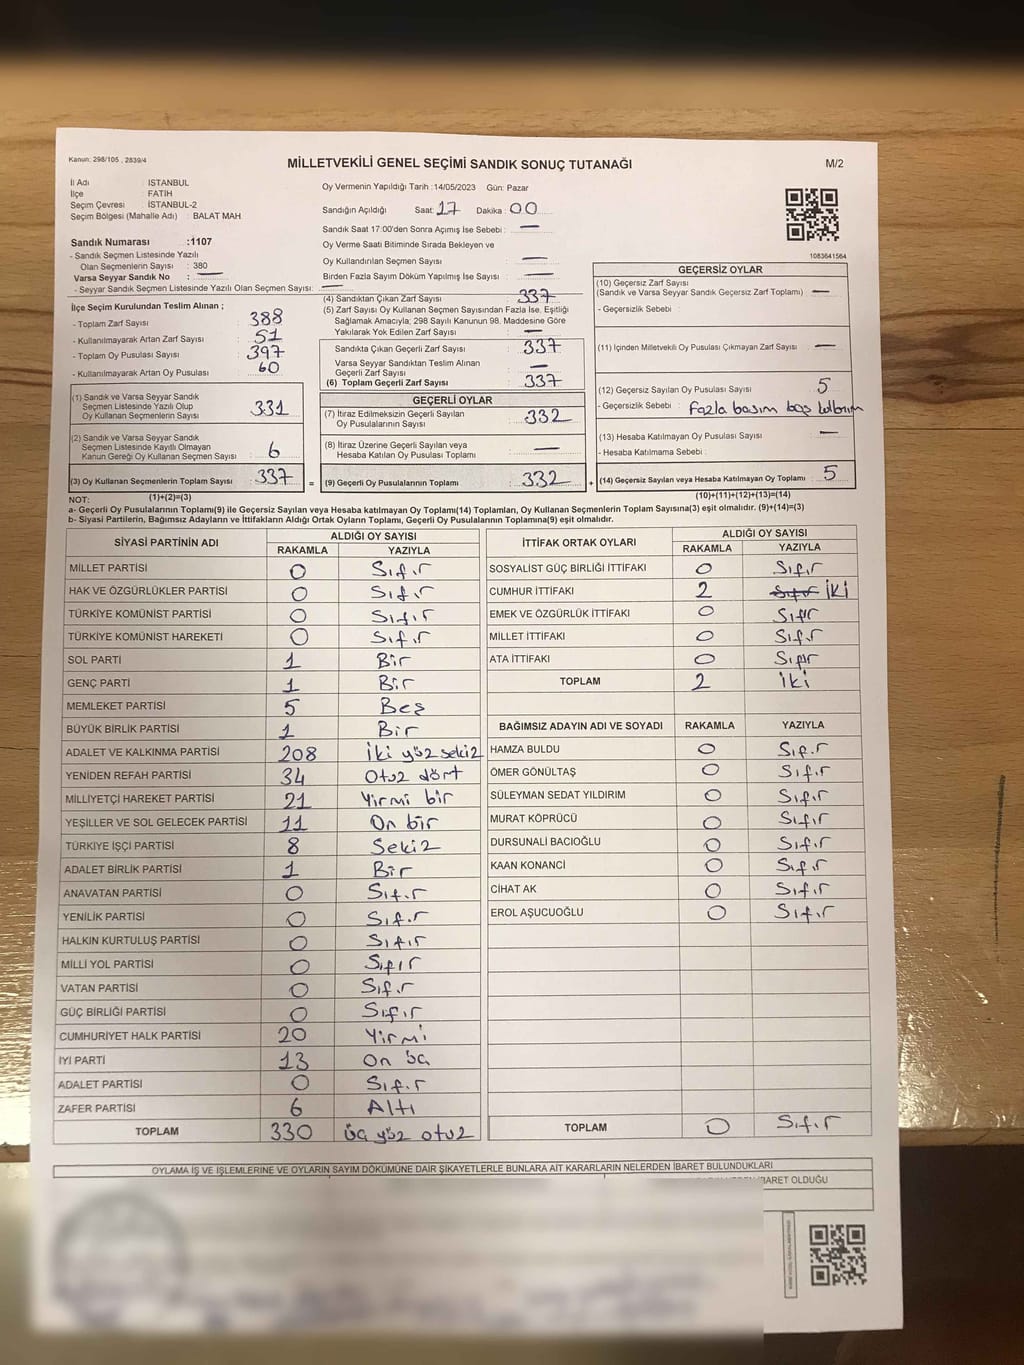 Kanun: 298/105 , 2839/4
MİLLETVEKİLİ GENEL SEÇİMİ SANDIK SONUÇ TUTANAĞI
M/2
İl Adı : İSTANBUL
İlçe : FATİH
Seçim Çevresi : İSTANBUL-2
Seçim Bölgesi (Mahalle Adı) : BALAT MAH
Sandık Numarası :1107
- Sandık Seçmen Listesinde Yazılı
Olan Seçmenlerin Sayısı : 380
Varsa Seyyar Sandık No : —
- Seyyar Sandık Seçmen Listesinde Yazılı Olan Seçmen Sayısı: —
Oy Vermenin Yapıldığı Tarih :14/05/2023 Gün: Pazar
Sandığın Açıldığı Saat: 17 Dakika : 00
Sandık Saat 17:00'den Sonra Açımış İse Sebebi : —
Oy Verme Saati Bitiminde Sırada Bekleyen ve
Oy Kullandırılan Seçmen Sayısı : —
Birden Fazla Sayım Döküm Yapılmış İse Sayısı : —
1083641564
İlçe Seçim Kurulundan Teslim Alınan ;
- Toplam Zarf Sayısı : 388
- Kullanılmayarak Artan Zarf Sayısı : 51
- Toplam Oy Pusulası Sayısı : 397
- Kullanılmayarak Artan Oy Pusulası : 60
(1) Sandık ve Varsa Seyyar Sandık
Seçmen Listesinde Yazılı Olup
Oy Kullanan Seçmenlerin Sayısı : 331
(2) Sandık ve Varsa Seyyar Sandık
Seçmen Listesinde Kayıtlı Olmayan
Kanun Gereği Oy Kullanan Seçmen Sayısı : 6
(3) Oy Kullanan Seçmenlerin Toplam Sayısı : 337
(1)+(2)=(3)
(4) Sandıktan Çıkan Zarf Sayısı : 337
(5) Zarf Sayısı Oy Kullanan Seçmen Sayısından Fazla İse, Eşitliği
Sağlamak Amacıyla, 298 Sayılı Kanunun 98. Maddesine Göre
Yakılarak Yok Edilen Zarf Sayısı : —
Sandıkta Çıkan Geçerli Zarf Sayısı : 337
Varsa Seyyar Sandıktan Teslim Alınan
Geçerli Zarf Sayısı : —
(6) Toplam Geçerli Zarf Sayısı : 337
GEÇERLİ OYLAR
(7) İtiraz Edilmeksizin Geçerli Sayılan
Oy Pusulalarının Sayısı : 332
(8) İtiraz Üzerine Geçerli Sayılan veya
Hesaba Katılan Oy Pusulası Toplamı : —
= (9) Geçerli Oy Pusulalarının Toplamı : 332
GEÇERSİZ OYLAR
(10) Geçersiz Zarf Sayısı
(Sandık ve Varsa Seyyar Sandık Geçersiz Zarf Toplamı) : —
- Geçersizlik Sebebi :
(11) İçinden Milletvekili Oy Pusulası Çıkmayan Zarf Sayısı : —
(12) Geçersiz Sayılan Oy Pusulası Sayısı : 5
- Geçersizlik Sebebi : Fazla basım boş
(13) Hesaba Katılmayan Oy Pusulası Sayısı : —
- Hesaba Katılmama Sebebi :
+ (14) Geçersiz Sayılan veya Hesaba Katılmayan Oy Toplamı : 5
(10)+(11)+(12)+(13)=(14)
NOT:
a- Geçerli Oy Pusulalarının Toplamı(9) ile Geçersiz Sayılan veya Hesaba katılmayan Oy Toplamı(14) Toplamları, Oy Kullanan Seçmenlerin Toplam Sayısına(3) eşit olmalıdır. (9)+(14)=(3)
b- Siyasi Partilerin, Bağımsız Adayların ve İttifakların Aldığı Ortak Oyların Toplamı, Geçerli Oy Pusulalarının Toplamına(9) eşit olmalıdır.
SİYASİ PARTİNİN ADI ALDIĞI OY SAYISI
RAKAMLA YAZIYLA
MİLLET PARTİSİ 0 Sıfır
HAK VE ÖZGÜRLÜKLER PARTİSİ 0 Sıfır
TÜRKİYE KOMÜNİST PARTİSİ 0 Sıfır
TÜRKİYE KOMÜNİST HAREKETİ 0 Sıfır
SOL PARTİ 1 Bir
GENÇ PARTİ 1 Bir
MEMLEKET PARTİSİ 5 Beş
BÜYÜK BİRLİK PARTİSİ 1 Bir
ADALET VE KALKINMA PARTİSİ 208 İki yüz sekiz
YENİDEN REFAH PARTİSİ 34 Otuz dört
MİLLİYETÇİ HAREKET PARTİSİ 21 Yirmi bir
YEŞİLLER VE SOL GELECEK PARTİSİ 11 On bir
TÜRKİYE İŞÇİ PARTİSİ 8 Sekiz
ADALET BİRLİK PARTİSİ 1 Bir
ANAVATAN PARTİSİ 0 Sıfır
YENİLİK PARTİSİ 0 Sıfır
HALKIN KURTULUŞ PARTİSİ 0 Sıfır
MİLLİ YOL PARTİSİ 0 Sıfır
VATAN PARTİSİ 0 Sıfır
GÜÇ BİRLİĞİ PARTİSİ 0 Sıfır
CUMHURİYET HALK PARTİSİ 20 Yirmi
İYİ PARTİ 13 On üç
ADALET PARTİSİ 0 Sıfır
ZAFER PARTİSİ 6 Altı
TOPLAM 330 üç yüz otuz
İTTİFAK ORTAK OYLARI ALDIĞI OY SAYISI
RAKAMLA YAZIYLA
SOSYALİST GÜÇ BİRLİĞİ İTTİFAKI 0 Sıfır
CUMHUR İTTİFAKI 2 Sıfır İKİ
EMEK VE ÖZGÜRLÜK İTTİFAKI 0 Sıfır
MİLLET İTTİFAKI 0 Sıfır
ATA İTTİFAKI 0 Sıfır
TOPLAM 2 İki
BAĞIMSIZ ADAYIN ADI VE SOYADI RAKAMLA YAZIYLA
HAMZA BULDU 0 Sıfır
ÖMER GÖNÜLTAŞ 0 Sıfır
SÜLEYMAN SEDAT YILDIRIM 0 Sıfır
MURAT KÖPRÜCÜ 0 Sıfır
DURSUNALİ BACIOĞLU 0 Sıfır
KAAN KONANCİ 0 Sıfır
CİHAT AK 0 Sıfır
EROL AŞUCUOĞLU 0 Sıfır
TOPLAM 0 Sıfır
OYLAMA İŞ VE İŞLEMLERİNE VE OYLARIN SAYIM DÖKÜMÜNE DAİR ŞİKAYETLERLE BUNLARA AİT KARARLARIN NELERDEN İBARET BULUNDUKLARI
İBARET OLDUĞU